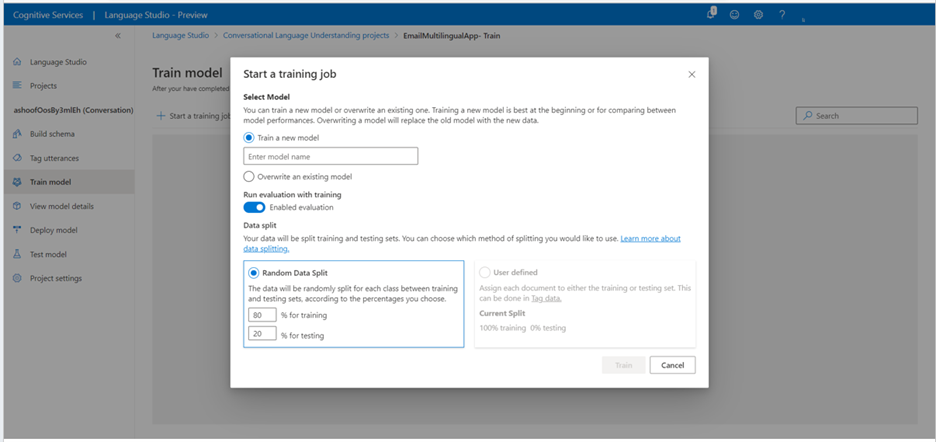 Cognitive Services | Language Studio - Preview
1
?
«
Language Studio > Conversational Language Understanding projects > EmailMultilingualApp- Train
Language Studio
Projects
ashoofOosBy3mlEh (Conversation)
Build schema
Tag utterances
Train model
View model details
Deploy model
Test model
Project settings
Train model
After your have completed
Start a training job
Search
Start a training job
Select Model
You can train a new model or overwrite an existing one. Training a new model is best at the beginning or for comparing between
model performances. Overwriting a model will replace the old model with the new data.
Train a new model
Enter model name
Overwrite an existing model
Run evaluation with training
Enabled evaluation
Data split
Your data will be split training and testing sets. You can choose which method of splitting you would like to use. Learn more about
data splitting.
Random Data Split
The data will be randomly split for each class between training
and testing sets, according to the percentages you choose.
80 % for training
20 % for testing
User defined
Assign each document to either the training or testing set. This
can be done in Tag data.
Current Split
100% training 0% testing
Train
Cancel